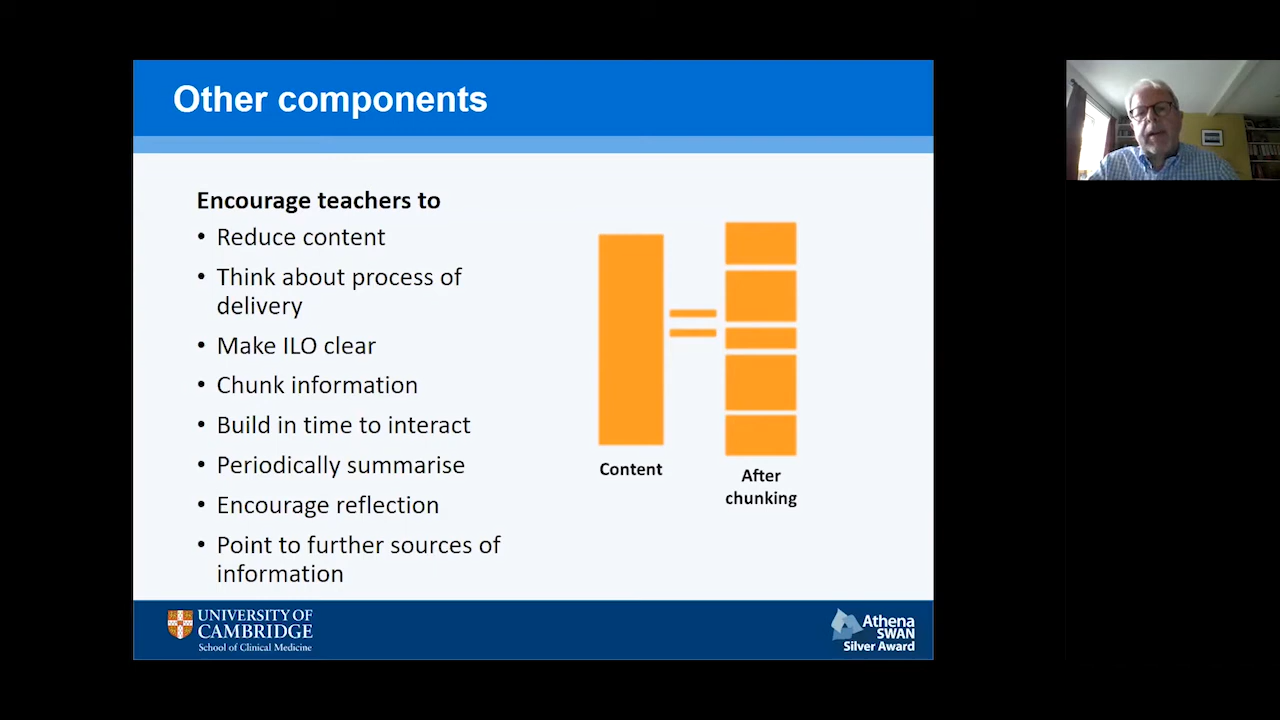 Other components
Encourage teachers to
• Reduce content
• Think about process of
delivery
• Make ILO clear
• Chunk information
• Build in time to interact
• Periodically summarise
• Encourage reflection
• Point to further sources of
information
Content
After
chunking
UNIVERSITY OF
CAMBRIDGE
School of Clinical Medicine
Athena
SWAN
Silver Award